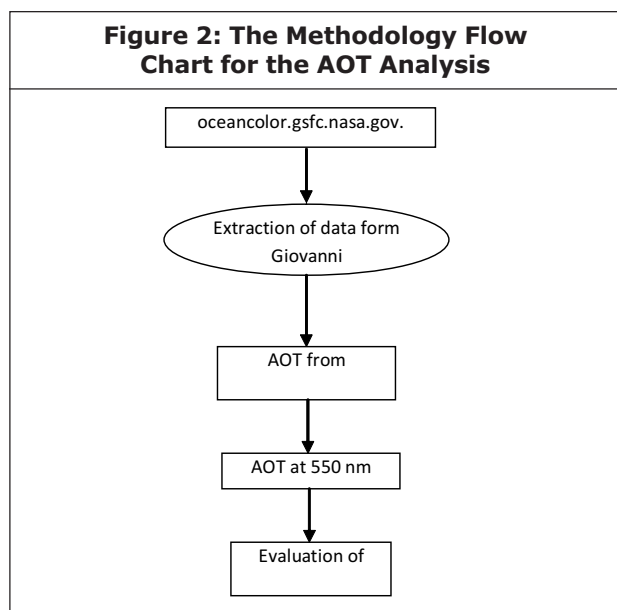 Figure 2: The Methodology Flow
Chart for the AOT Analysis
oceancolor.gsfc.nasa.gov.
Extraction of data form
Giovanni
AOT from
AOT at 550 nm
Evaluation of